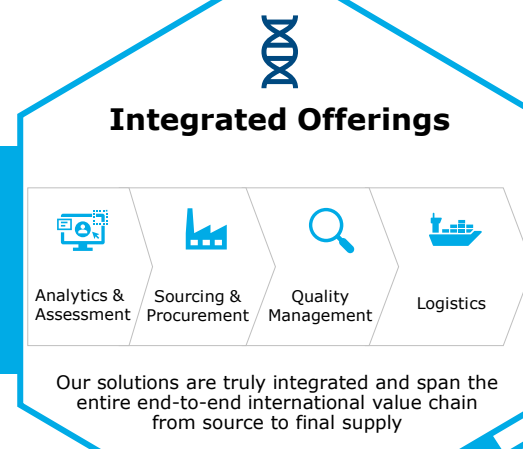 Integrated Offerings
Analytics &
Assessment
Sourcing &
Procurement
Quality
Management
Logistics
Our solutions are truly integrated and span the
entire end-to-end international value chain
from source to final supply